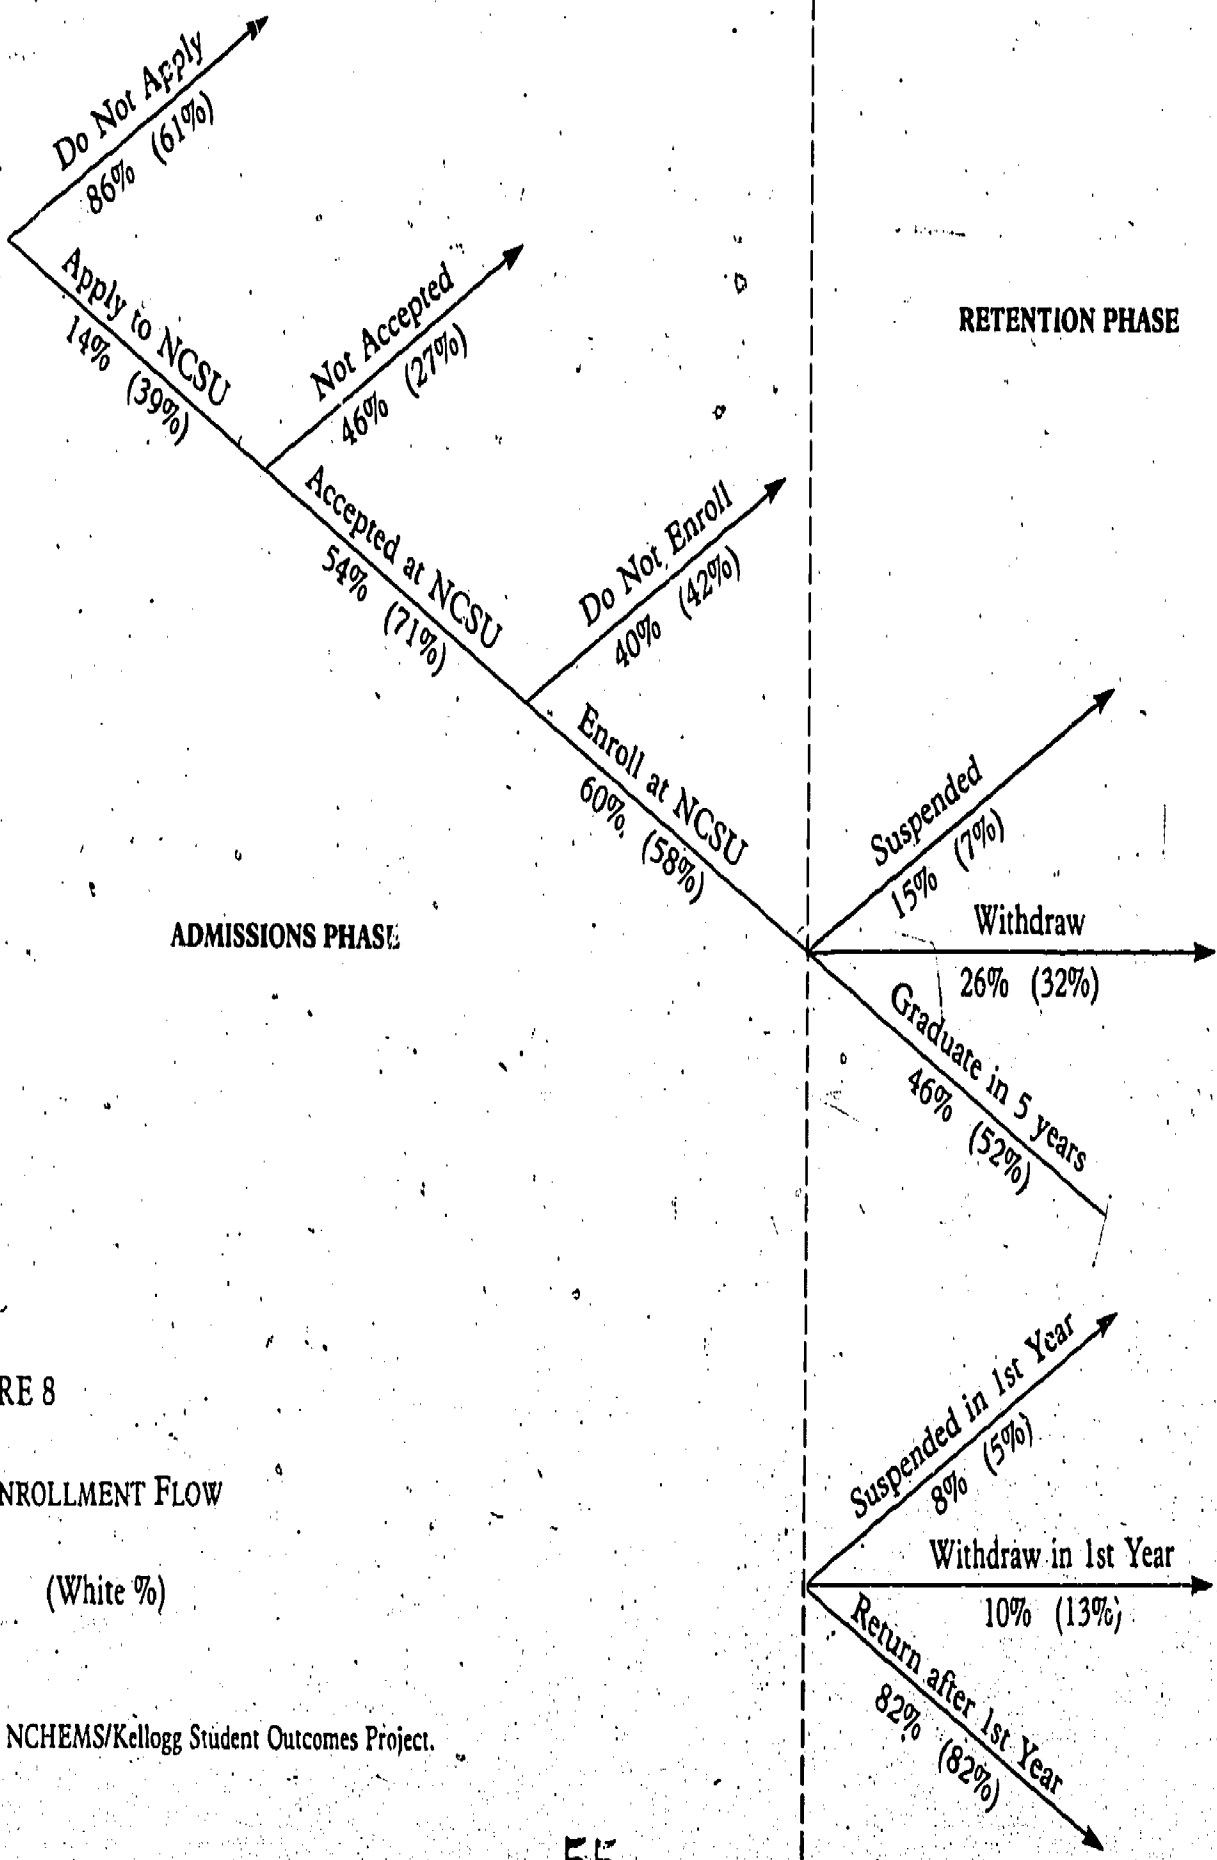 Do Not Apply
86% (61%)
Apply to NCSU
14% (39%)
Not Accepted
46% (27%)
RETENTION PHASE
Accepted at NCSU
54% (71%)
Do Not Enroll
40% (42%)
Enroll at NCSU
60% (58%)
Suspended
15% (7%)
ADMISSIONS PHASE
Withdraw
26% (32%)
Graduate in 5 years
46% (52%)
Suspended in 1st Year
8% (5%)
RE 8
NROLLMENT FLOW
Withdraw in 1st Year
10% (13%)
(White %)
Return after 1st Year
82% (82%)
NCHEMS/Kellogg Student Outcomes Project.